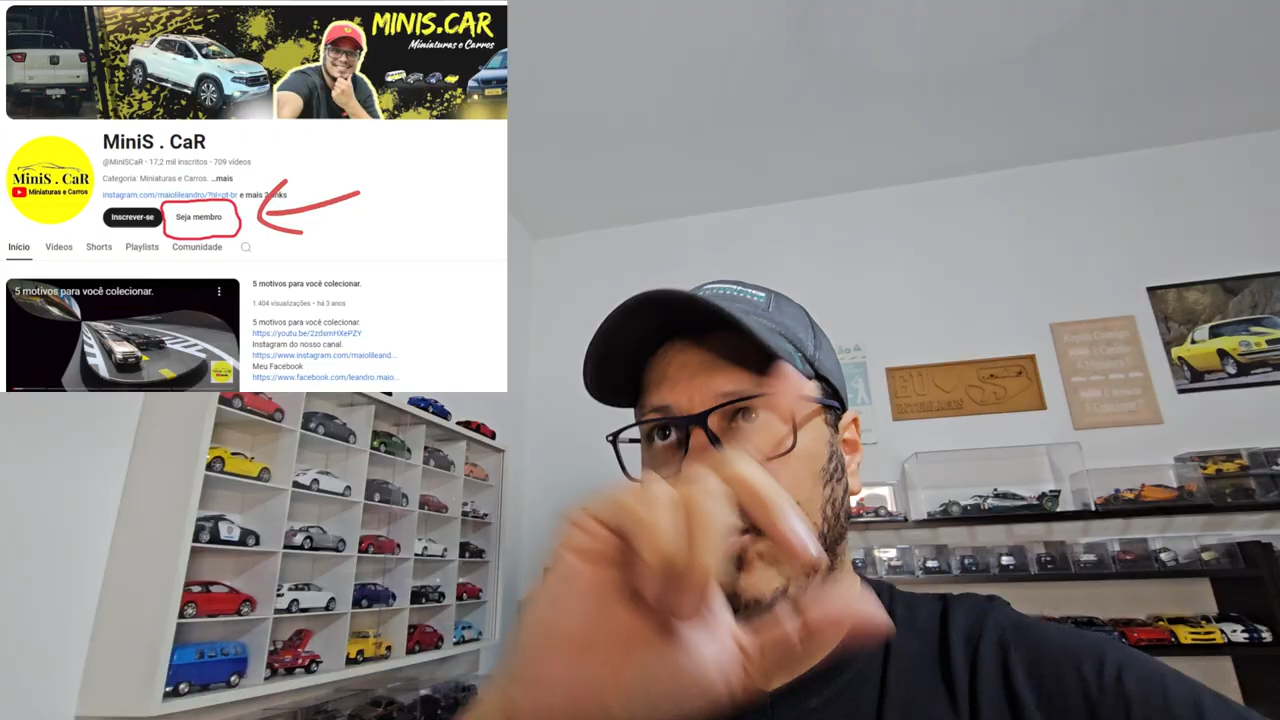 MINIS.CAR
Miniaturas e Carros
MiniS . CaR
@MiniSCaR · 17,2 mil inscritos · 709 vídeos
Categoria: Miniaturas e Carros. ...mais
instagram.com/maiolileandro/?hl=pt-br e mais 2 links
Inscrever-se
Seja membro
MiniS . CaR
Miniaturas e Carros
Início
Vídeos
Shorts
Playlists
Comunidade
5 motivos para você colecionar.
5 motivos para você colecionar.
1.404 visualizações • há 3 anos
5 motivos para você colecionar.
https://youtu.be/2zdsmHXePZY
Instagram do nosso canal.
https://www.instagram.com/maiolileand...
Meu Facebook
https://www.facebook.com/leandro.maio...
EU
INTERLAGOS